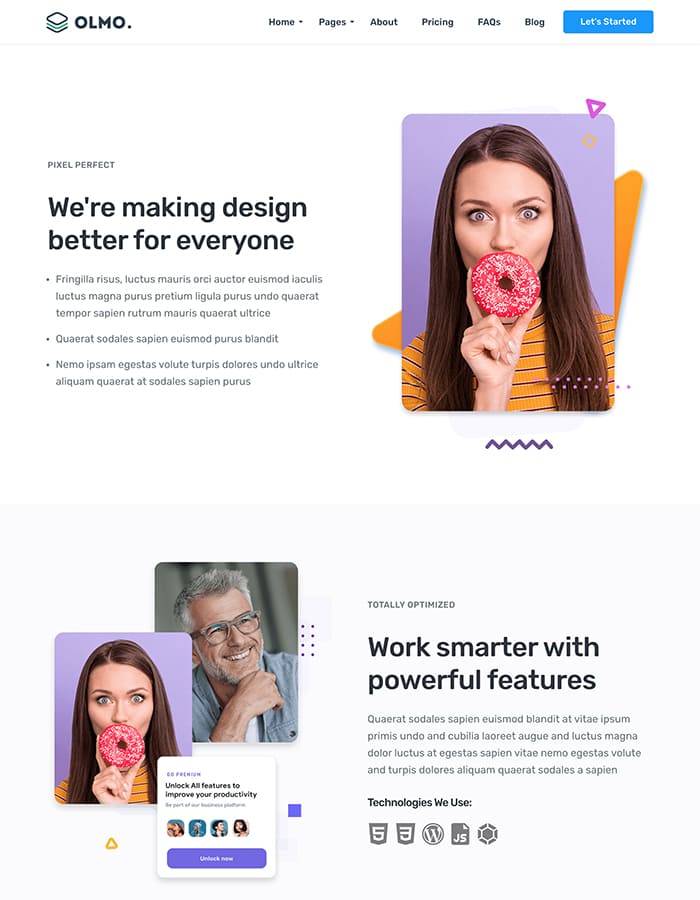 OLMO.
Home Pages About Pricing FAQs Blog Let's Started
PIXEL PERFECT
We're making design
better for everyone
• Fringilla risus, luctus mauris orci auctor euismod iaculis
luctus magna purus pretium ligula purus undo quaerat
tempor sapien rutrum mauris quaerat ultrice
• Quaerat sodales sapien euismod purus blandit
• Nemo ipsam egestas volute turpis dolores undo ultrice
aliquam quaerat at sodales sapien purus
GO PREMIUM
Unlock All features to
improve your productivity
Be part of our business platform
Unlock now
TOTALLY OPTIMIZED
Work smarter with
powerful features
Quaerat sodales sapien euismod blandit at vitae ipsum
primis undo and cubilia laoreet augue and luctus magna
dolor luctus at egestas sapien vitae nemo egestas volute
and turpis dolores aliquam quaerat sodales a sapien
Technologies We Use:
5 3 W JS